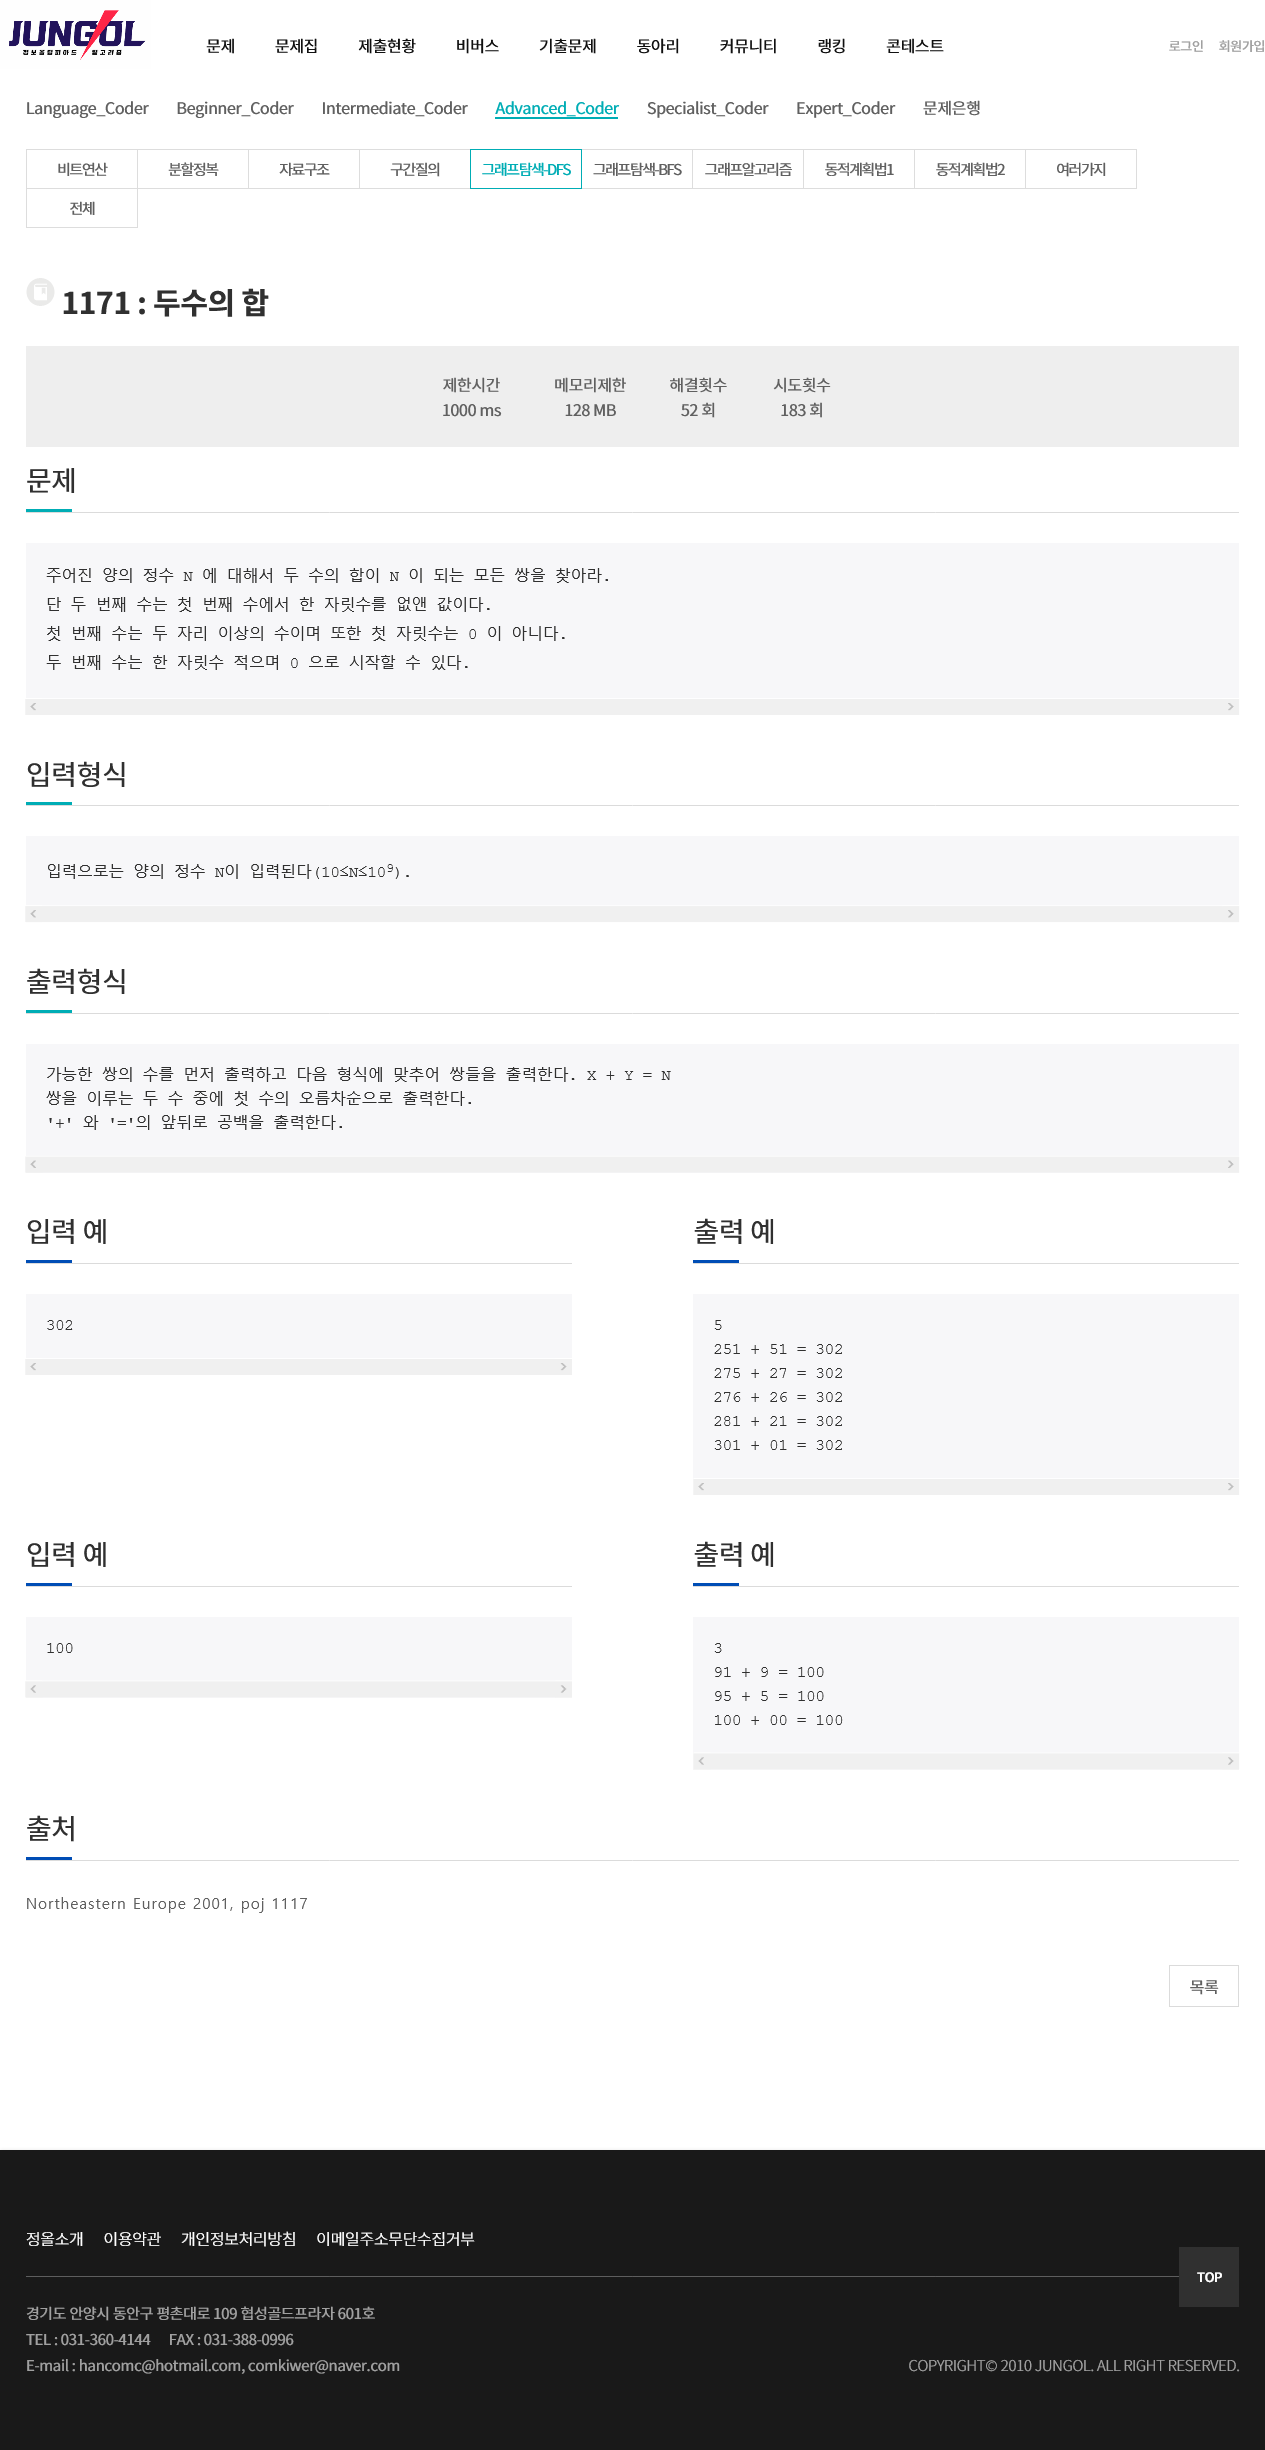 JUNGOL
정보올림피아드 알고리즘
문제 문제집 제출현황 비버스 기출문제 동아리 커뮤니티 랭킹 콘테스트 로그인 회원가입
Language_Coder Beginner_Coder Intermediate_Coder Advanced_Coder Specialist_Coder Expert_Coder 문제은행
비트연산 분할정복 자료구조 구간질의 그래프탐색-DFS 그래프탐색-BFS 그래프알고리즘 동적계획법1 동적계획법2 여러가지
전체
1171 : 두수의 합
제한시간 메모리제한 해결횟수 시도횟수
1000 ms 128 MB 52 회 183 회
문제
주어진 양의 정수 N 에 대해서 두 수의 합이 N 이 되는 모든 쌍을 찾아라.
단 두 번째 수는 첫 번째 수에서 한 자릿수를 없앤 값이다.
첫 번째 수는 두 자리 이상의 수이며 또한 첫 자릿수는 0 이 아니다.
두 번째 수는 한 자릿수 적으며 0 으로 시작할 수 있다.
입력형식
입력으로는 양의 정수 N이 입력된다(10≤N≤10⁹).
출력형식
가능한 쌍의 수를 먼저 출력하고 다음 형식에 맞추어 쌍들을 출력한다. X + Y = N
쌍을 이루는 두 수 중에 첫 수의 오름차순으로 출력한다.
'+' 와 '='의 앞뒤로 공백을 출력한다.
입력 예
302
출력 예
5
251 + 51 = 302
275 + 27 = 302
276 + 26 = 302
281 + 21 = 302
301 + 01 = 302
입력 예
100
출력 예
3
91 + 9 = 100
95 + 5 = 100
100 + 00 = 100
출처
Northeastern Europe 2001, poj 1117
목록
정올소개 이용약관 개인정보처리방침 이메일주소무단수집거부
TOP
경기도 안양시 동안구 평촌대로 109 협성골드프라자 601호
TEL : 031-360-4144 FAX : 031-388-0996
E-mail : hancomc@hotmail.com, comkiwer@naver.com
COPYRIGHT© 2010 JUNGOL. ALL RIGHT RESERVED.